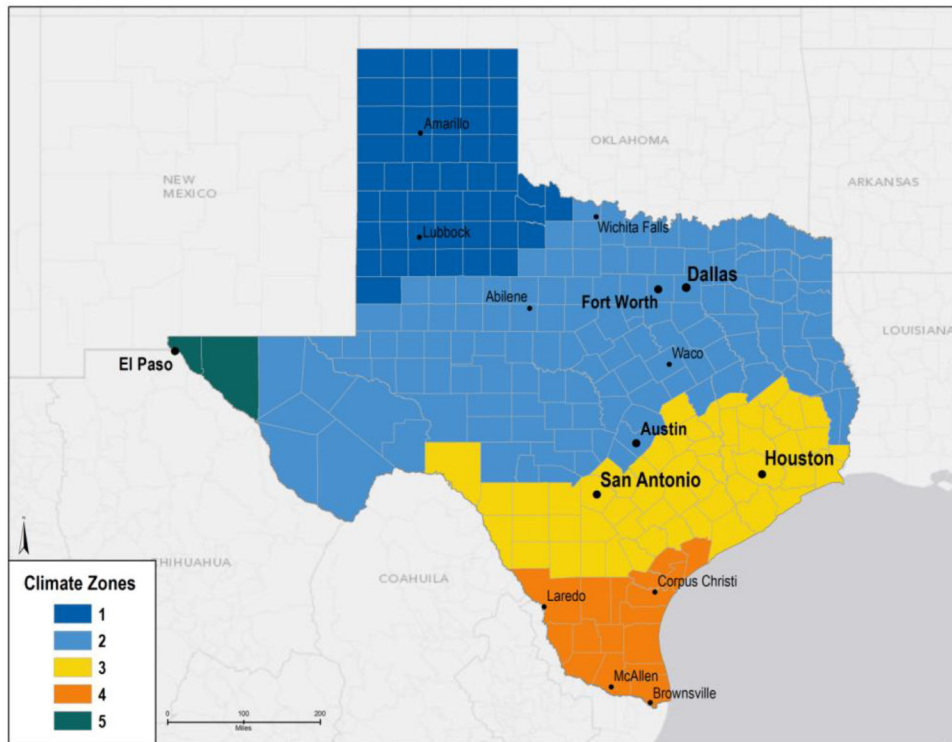 Amarillo
OKLAHOMA
NEW
MEXICO
ARKANSAS
Lubbock
Wichita Falls
Dallas
Fort Worth
Abilene
LOUISIANA
El Paso
Waco
Austin
Houston
San Antonio
CHIHUAHUA
COAHUILA
Corpus Christi
Laredo
McAllen
Brownsville
Climate Zones
1
2
3
4
5
0 100 200
Miles